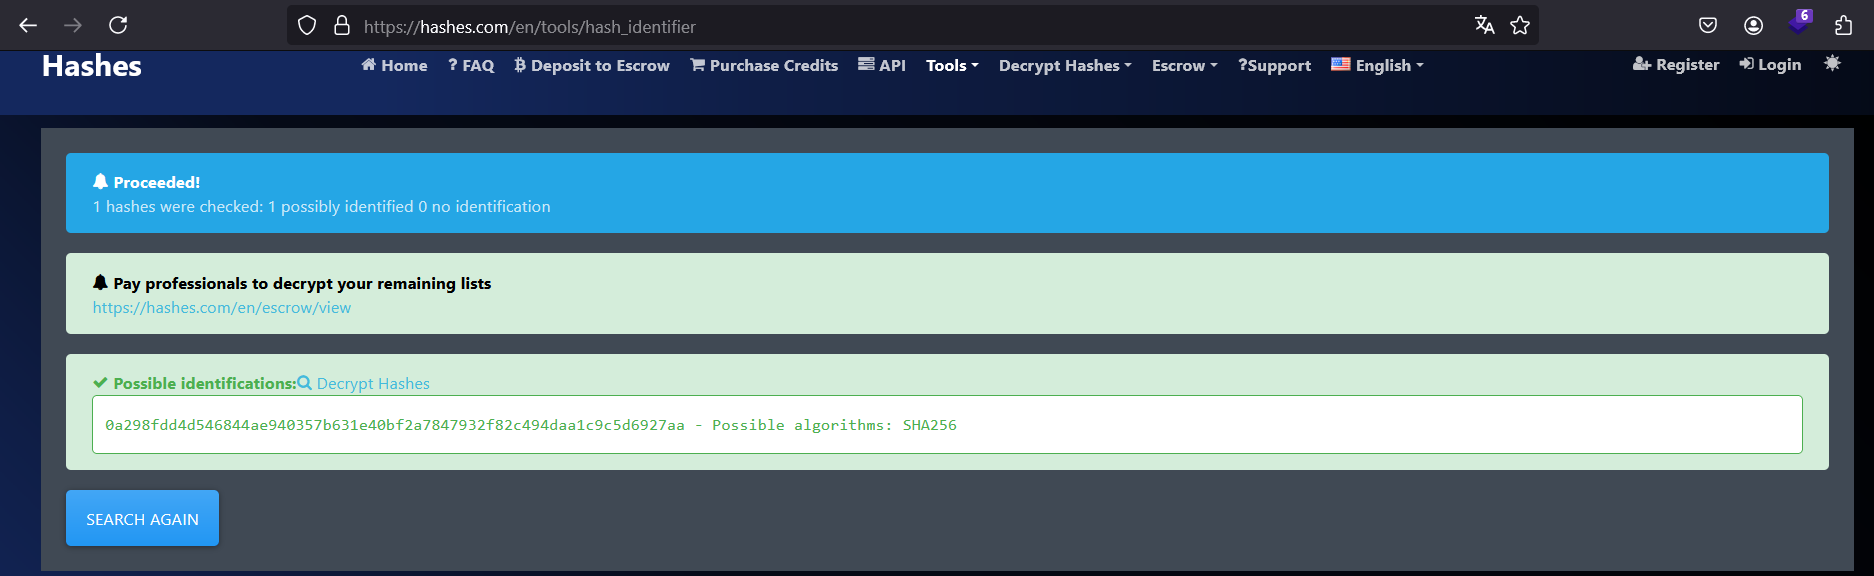 https://hashes.com/en/tools/hash_identifier
6
Hashes
Home ? FAQ Deposit to Escrow Purchase Credits API Tools Decrypt Hashes Escrow ?Support English Register Login
Proceeded!
1 hashes were checked: 1 possibly identified 0 no identification
Pay professionals to decrypt your remaining lists
https://hashes.com/en/escrow/view
Possible identifications: Decrypt Hashes
0a298fdd4d546844ae940357b631e40bf2a7847932f82c494daa1c9c5d6927aa - Possible algorithms: SHA256
SEARCH AGAIN